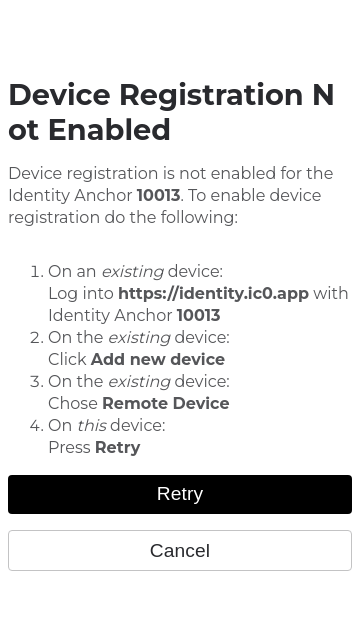 Device Registration N
ot Enabled
Device registration is not enabled for the
Identity Anchor 10013. To enable device
registration do the following:
1. On an existing device:
Log into https://identity.ic0.app with
Identity Anchor 10013
2. On the existing device:
Click Add new device
3. On the existing device:
Chose Remote Device
4. On this device:
Press Retry
Retry
Cancel